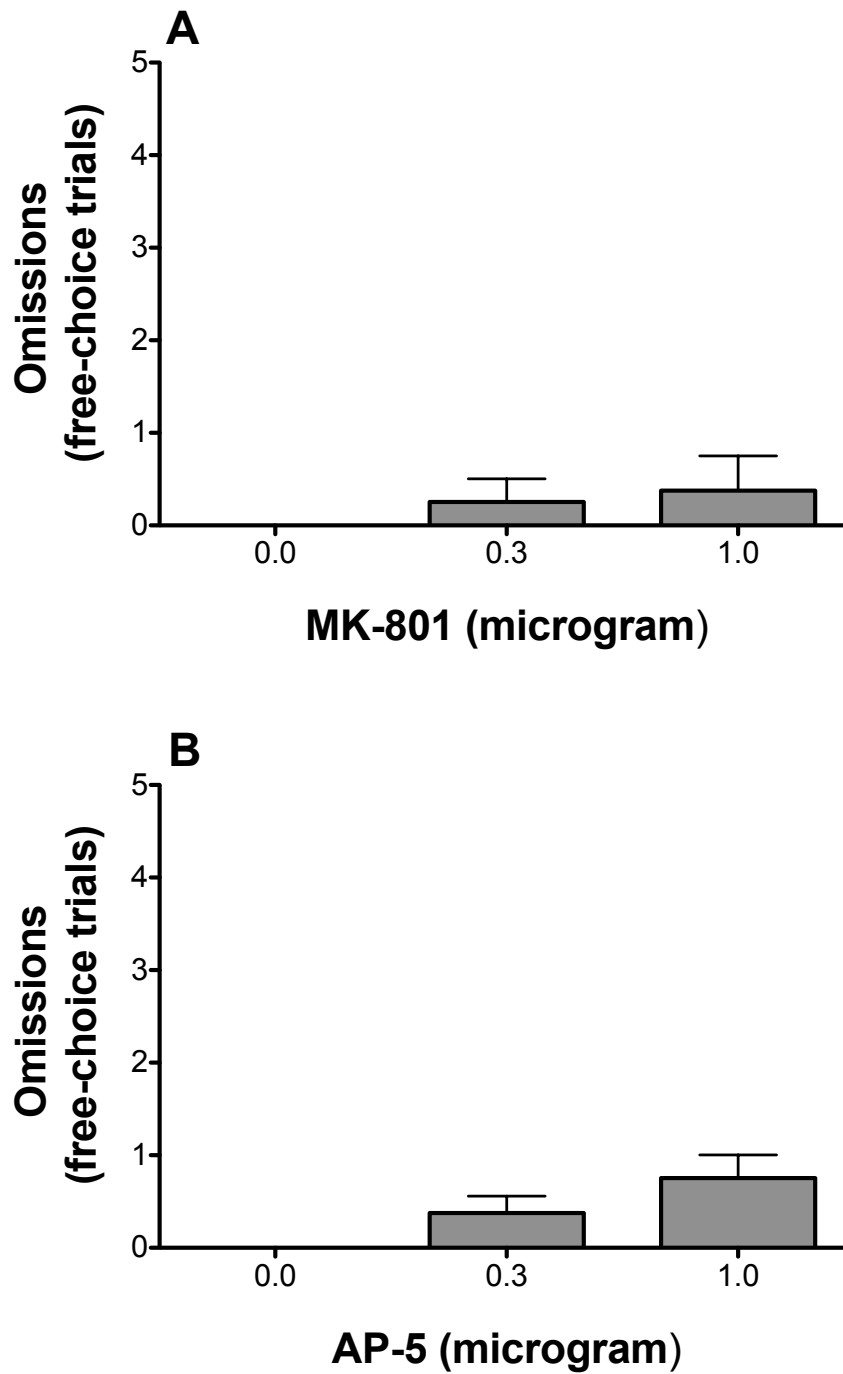 A
Omissions
(free-choice trials)
5
4
3
2
1
0
0.0 0.3 1.0
MK-801 (microgram)
B
Omissions
(free-choice trials)
5
4
3
2
1
0
0.0 0.3 1.0
AP-5 (microgram)